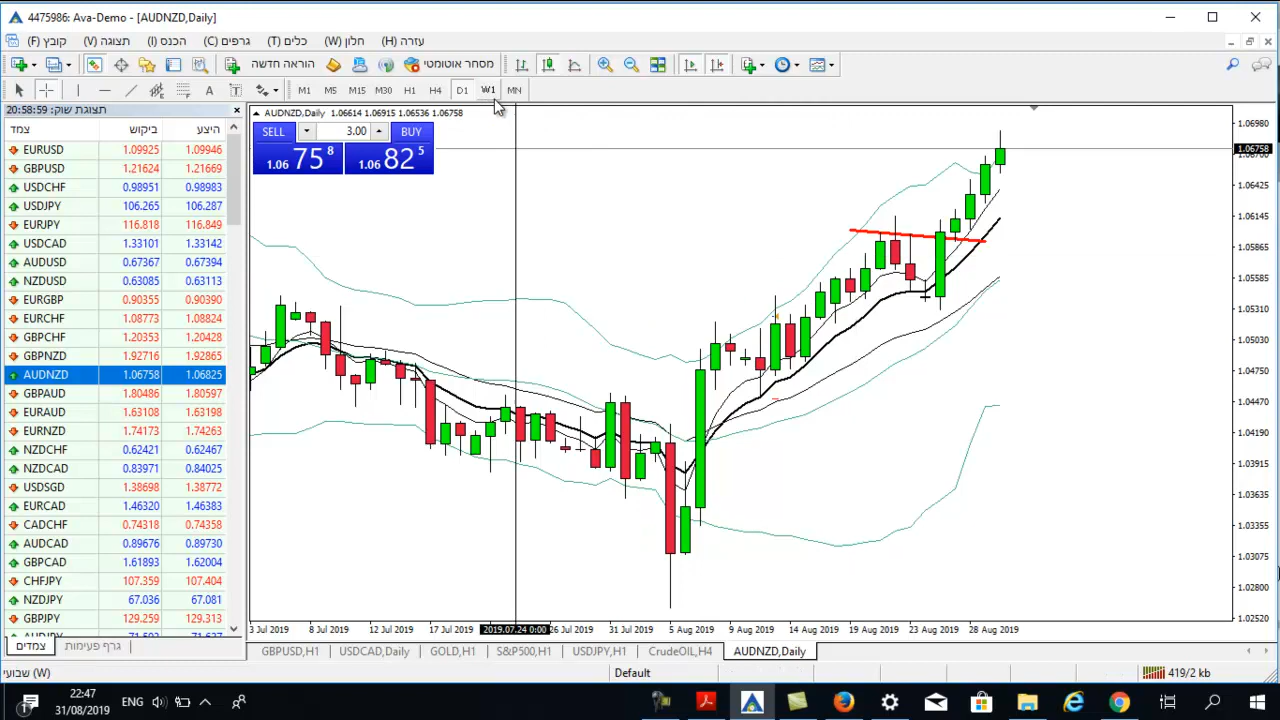 4475986: Ava-Demo - [AUDNZD,Daily]
קובץ (F) תצוגה (V) הכנס (I) גרפים (C) כלים (T) חלון (W) עזרה (H)
הוראה חדשה מסחר אוטומטי
A T M1 M5 M15 M30 H1 H4 D1 W1 MN
תצוגת שוק: 20:58:59
צמד ביקוש היצע
EURUSD 1.09925 1.09946
GBPUSD 1.21624 1.21669
USDCHF 0.98951 0.98983
USDJPY 106.265 106.287
EURJPY 116.818 116.849
USDCAD 1.33101 1.33142
AUDUSD 0.67367 0.67394
NZDUSD 0.63085 0.63113
EURGBP 0.90355 0.90390
EURCHF 1.08773 1.08824
GBPCHF 1.20353 1.20428
GBPNZD 1.92716 1.92865
AUDNZD 1.06758 1.06825
GBPAUD 1.80486 1.80597
EURAUD 1.63108 1.63198
EURNZD 1.74173 1.74263
NZDCHF 0.62421 0.62467
NZDCAD 0.83971 0.84025
USDSGD 1.38698 1.38772
EURCAD 1.46320 1.46383
CADCHF 0.74318 0.74358
AUDCAD 0.89676 0.89730
GBPCAD 1.61893 1.62004
CHFJPY 107.359 107.404
NZDJPY 67.036 67.081
GBPJPY 129.259 129.313
צמדים גרף פעימות
AUDNZD,Daily 1.06614 1.06915 1.06536 1.06758
SELL 3.00 BUY
1.06 75 8 1.06 82 5
1.06980
1.06758
1.06425
1.06145
1.05865
1.05585
1.05310
1.05030
1.04750
1.04470
1.04190
1.03915
1.03635
1.03355
1.03075
1.02800
1.02520
3 Jul 2019 8 Jul 2019 12 Jul 2019 17 Jul 2019 2019.07.24 0:00 26 Jul 2019 31 Jul 2019 5 Aug 2019 9 Aug 2019 14 Aug 2019 19 Aug 2019 23 Aug 2019 28 Aug 2019
GBPUSD,H1 USDCAD,Daily GOLD,H1 S&P500,H1 USDJPY,H1 CrudeOIL,H4 AUDNZD,Daily
שבועי (W) Default 419/2 kb
22:47
31/08/2019
ENG